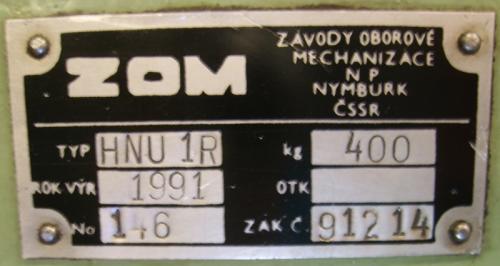 ZOM
ZÁVODY OBOROVÉ
MECHANIZACE
N P
NYMBURK
ČSSR
TYP HNU 1R kg 400
ROK VÝR 1991 OTK
No 146 ZAK Č. 91214